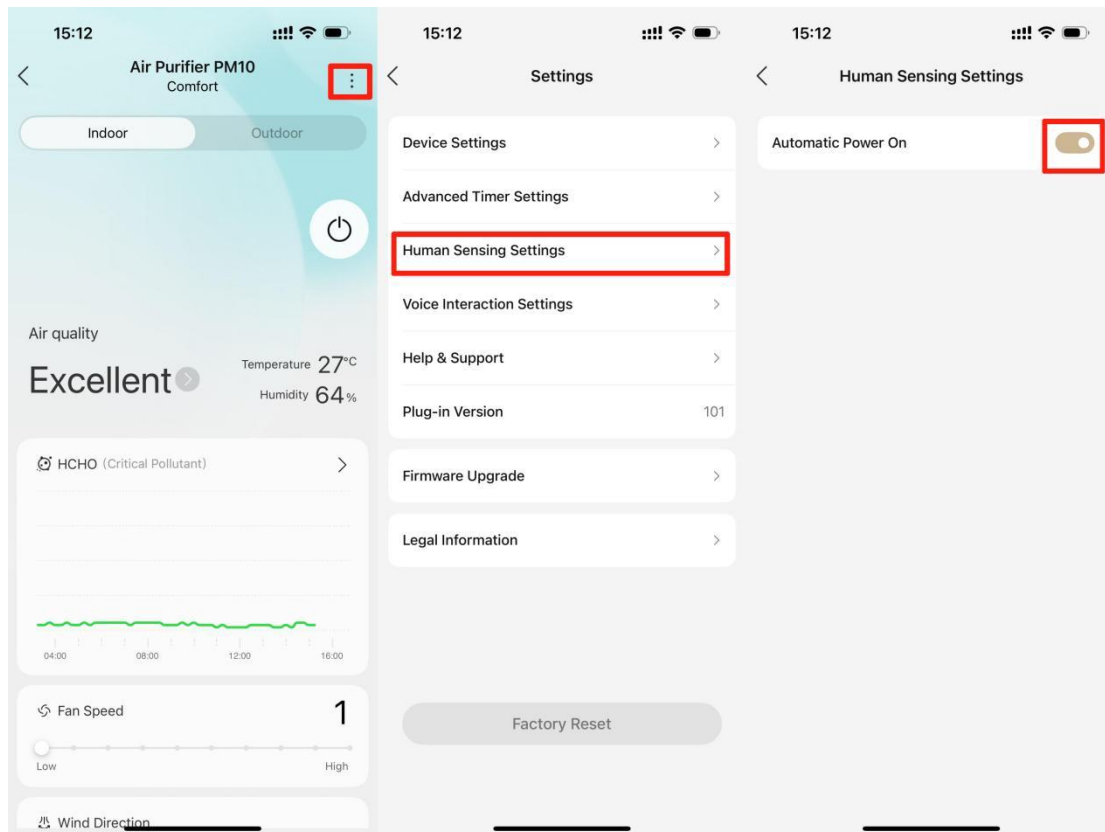 15:12
Air Purifier PM10
Comfort
Indoor
Outdoor
Air quality
Excellent
Temperature 27°C
Humidity 64%
HCHO (Critical Pollutant)
04:00
08:00
12:00
16:00
Fan Speed
1
Low
High
Wind Direction
15:12
Settings
Device Settings
Advanced Timer Settings
Human Sensing Settings
Voice Interaction Settings
Help & Support
Plug-in Version
101
Firmware Upgrade
Legal Information
Factory Reset
15:12
Human Sensing Settings
Automatic Power On